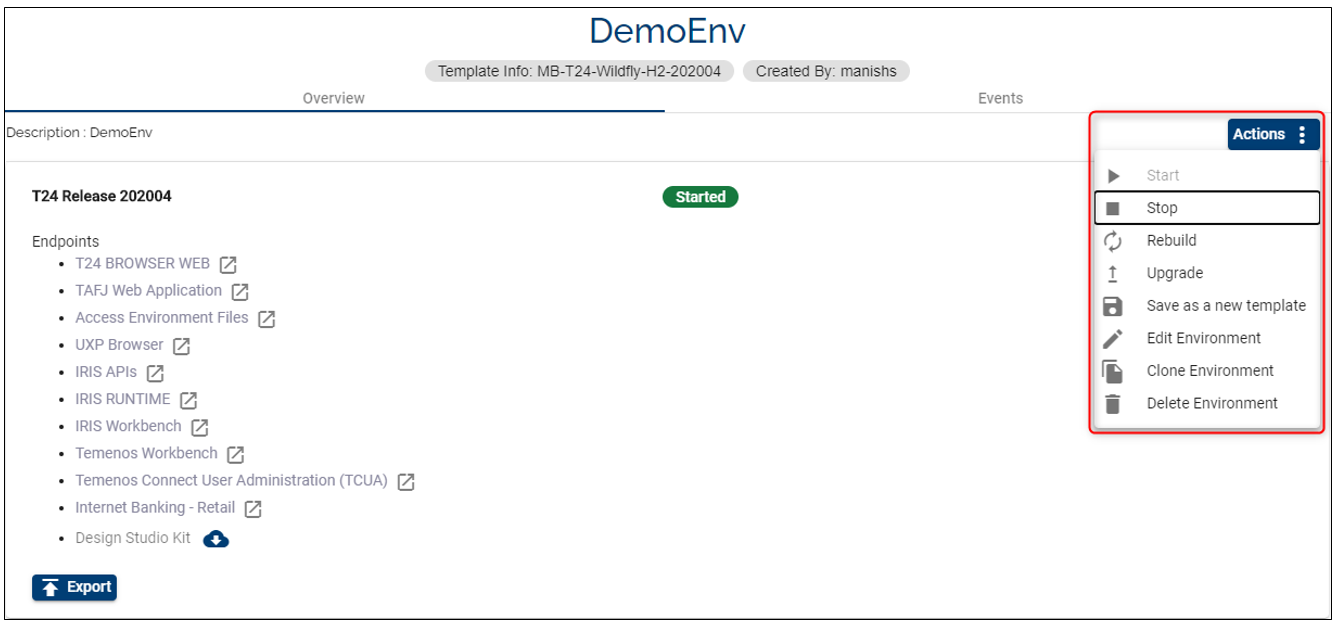 DemoEnv
Template Info: MB-T24-Wildfly-H2-202004
Created By: manishs
Overview
Events
Description : DemoEnv
Actions
T24 Release 202004
Started
Start
Stop
Rebuild
Upgrade
Save as a new template
Edit Environment
Clone Environment
Delete Environment
Endpoints
T24 BROWSER WEB
TAFJ Web Application
Access Environment Files
UXP Browser
IRIS APIs
IRIS RUNTIME
IRIS Workbench
Temenos Workbench
Temenos Connect User Administration (TCUA)
Internet Banking - Retail
Design Studio Kit
Export